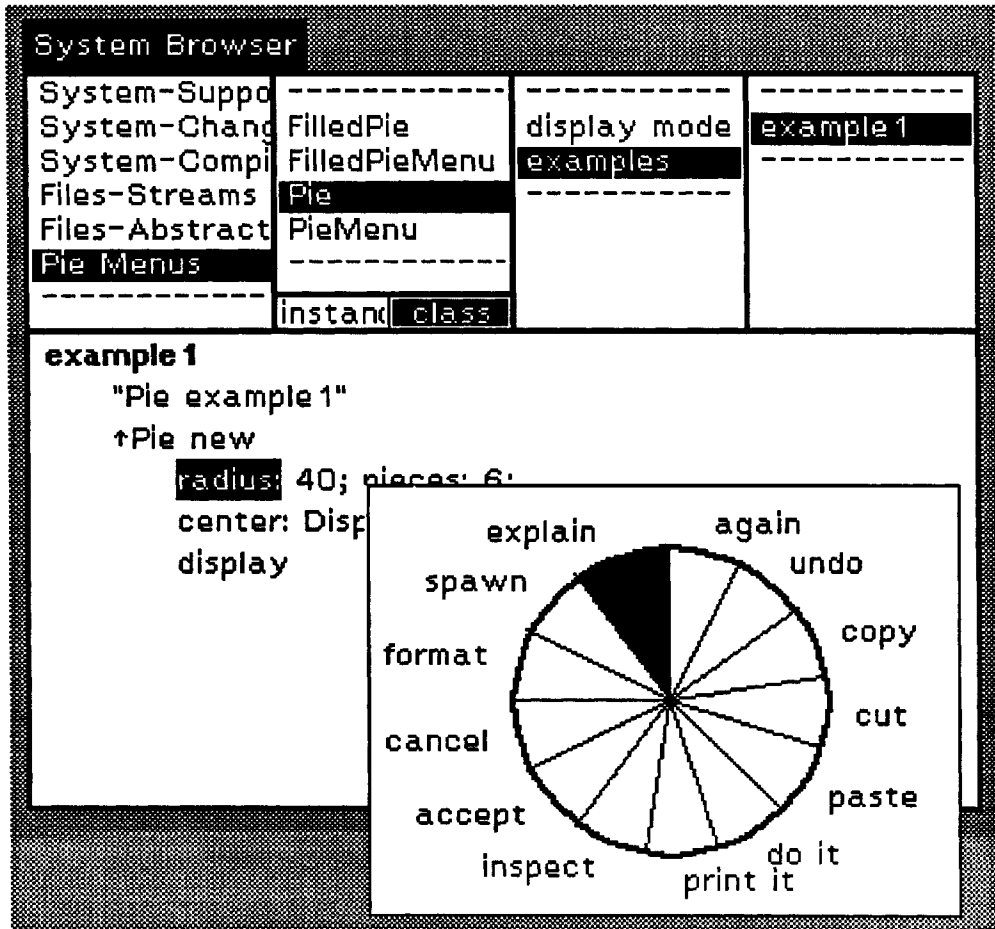 System Browser
System-Suppo
System-Chang
System-Compi
Files-Streams
Files-Abstract
Pie Menus
FilledPie
FilledPieMenu
Pie
PieMenu
instanc class
display mode
examples
example1
example1
"Pie example1"
↑Pie new
radius: 40; pieces: 6;
center: Disp
display
explain
again
spawn
undo
format
copy
cancel
cut
accept
paste
inspect
do it
print it